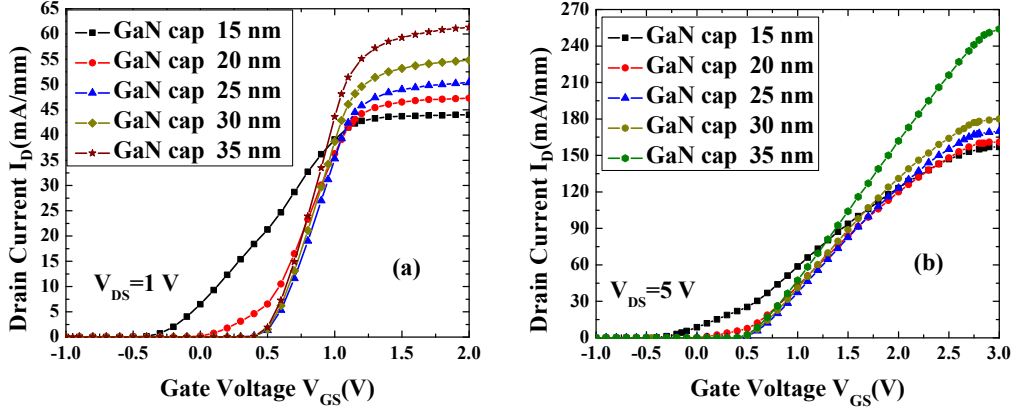 65
60
55
50
45
40
35
30
25
20
15
10
5
0
Drain Current I_D(mA/mm)
GaN cap 15 nm
GaN cap 20 nm
GaN cap 25 nm
GaN cap 30 nm
GaN cap 35 nm
(a)
V_DS=1 V
-1.0 -0.5 0.0 0.5 1.0 1.5 2.0
Gate Voltage V_GS(V)
270
240
210
180
150
120
90
60
30
0
Drain Current I_D(mA/mm)
GaN cap 15 nm
GaN cap 20 nm
GaN cap 25 nm
GaN cap 30 nm
GaN cap 35 nm
(b)
V_DS=5 V
-1.0 -0.5 0.0 0.5 1.0 1.5 2.0 2.5 3.0
Gate Voltage V_GS(V)